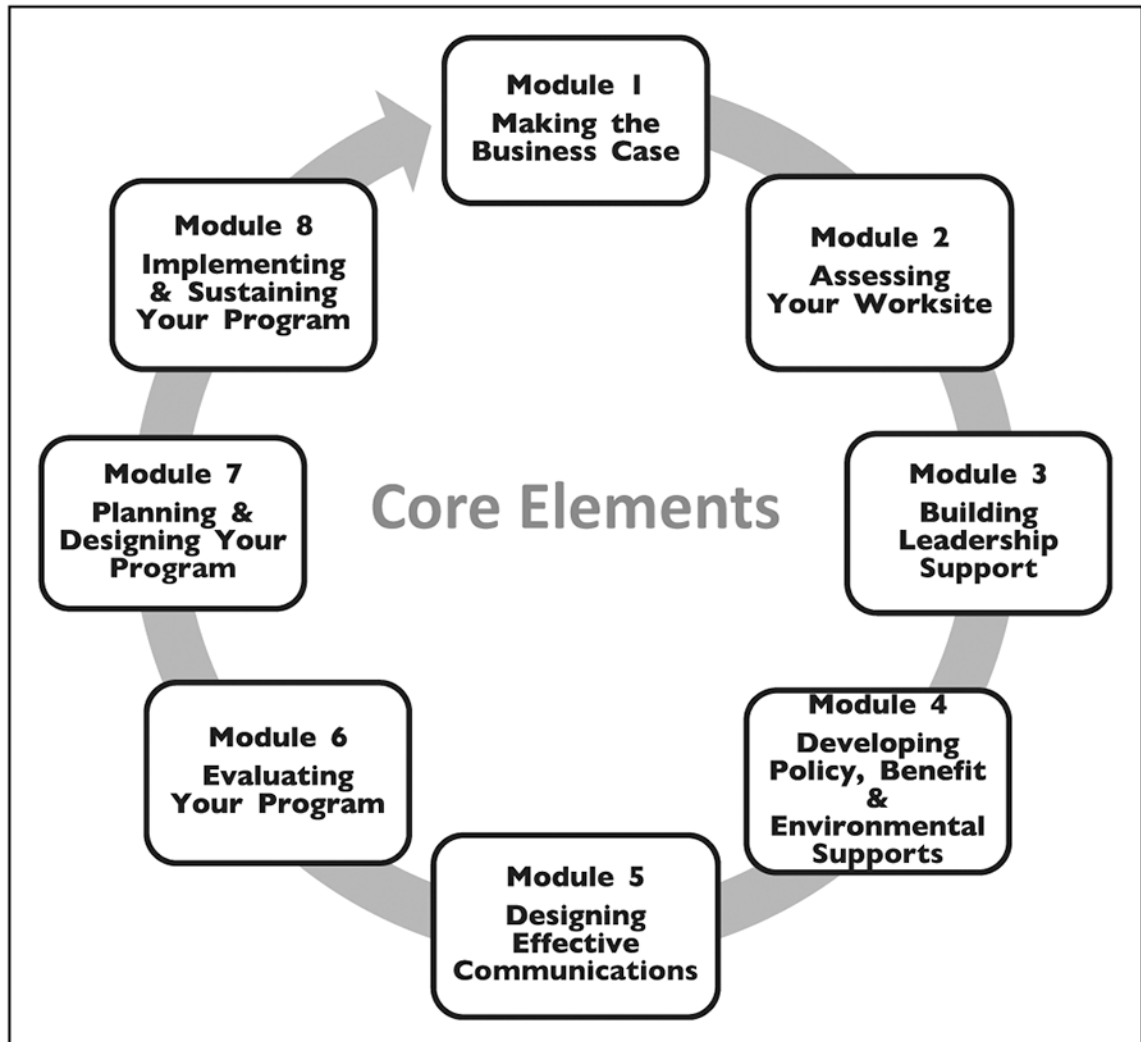 Module 1
Making the
Business Case
Module 2
Assessing
Your Worksite
Module 3
Building
Leadership
Support
Module 4
Developing
Policy, Benefit
&
Environmental
Supports
Module 5
Designing
Effective
Communications
Module 6
Evaluating
Your Program
Module 7
Planning &
Designing Your
Program
Module 8
Implementing
& Sustaining
Your Program
Core Elements